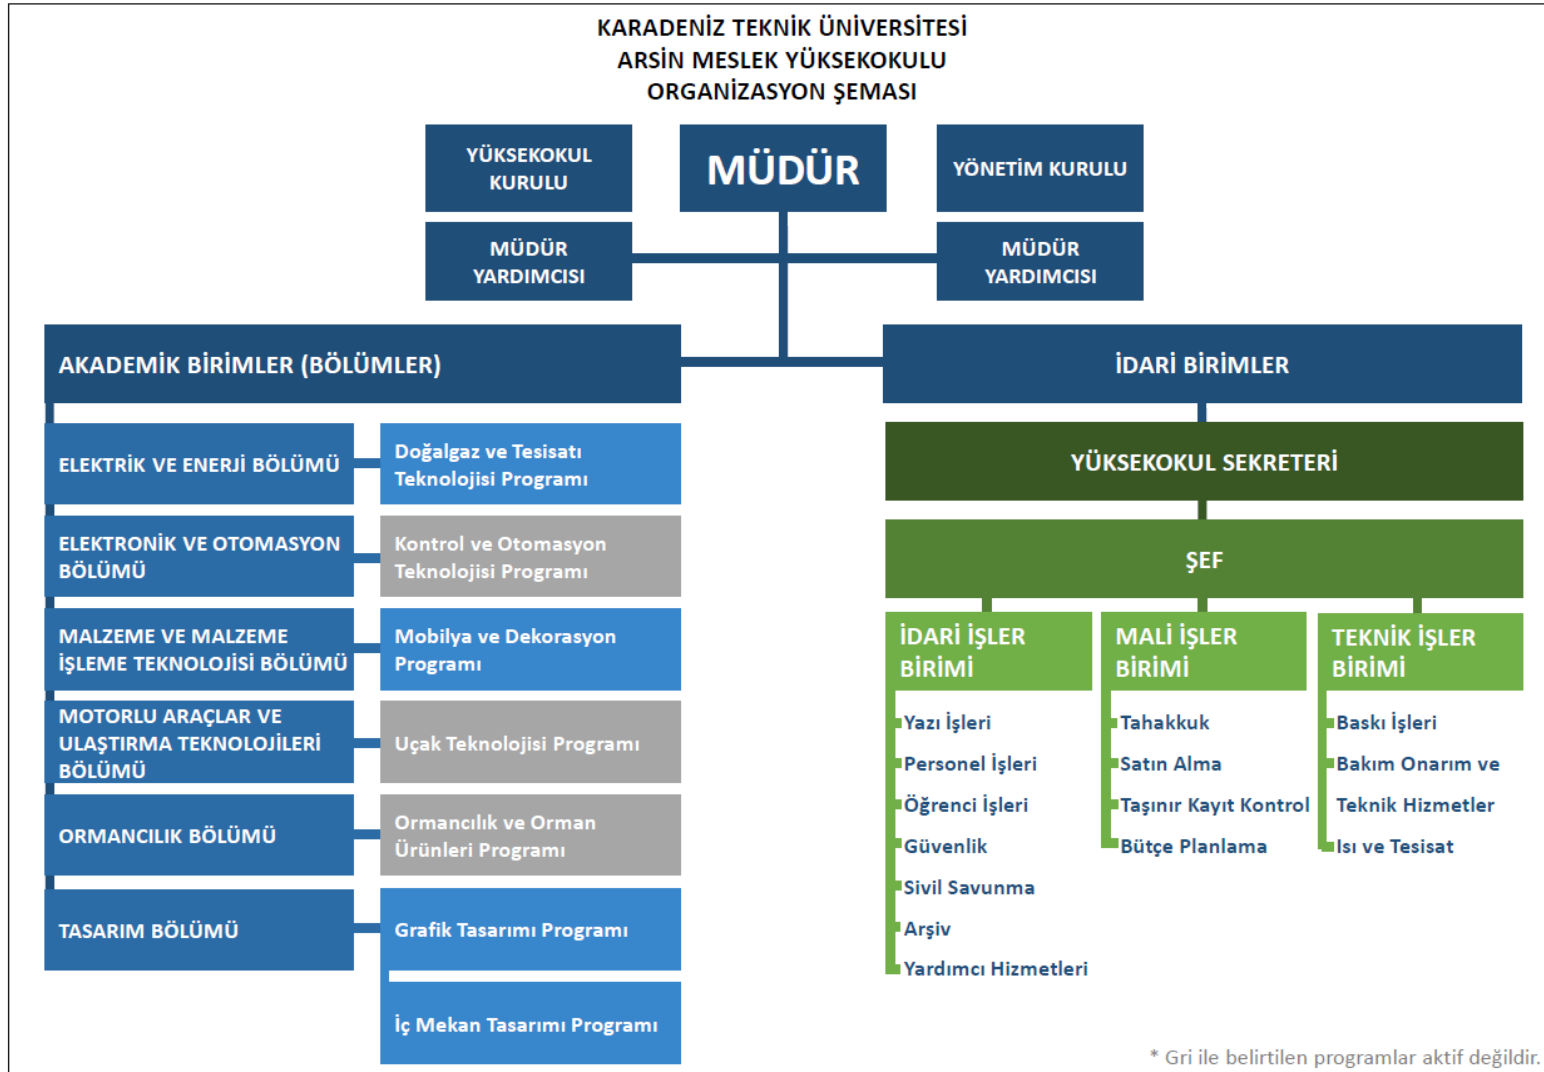 KARADENİZ TEKNİK ÜNİVERSİTESİ
ARSİN MESLEK YÜKSEKOKULU
ORGANİZASYON ŞEMASI
YÜKSEKOKUL
KURULU
MÜDÜR
YÖNETİM KURULU
MÜDÜR
YARDIMCISI
MÜDÜR
YARDIMCISI
AKADEMİK BİRİMLER (BÖLÜMLER)
ELEKTRİK VE ENERJİ BÖLÜMÜ
Doğalgaz ve Tesisatı
Teknolojisi Programı
ELEKTRONİK VE OTOMASYON
BÖLÜMÜ
Kontrol ve Otomasyon
Teknolojisi Programı
MALZEME VE MALZEME
İŞLEME TEKNOLOJİSİ BÖLÜMÜ
Mobilya ve Dekorasyon
Programı
MOTORLU ARAÇLAR VE
ULAŞTIRMA TEKNOLOJİLERİ
BÖLÜMÜ
Uçak Teknolojisi Programı
ORMANCILIK BÖLÜMÜ
Ormancılık ve Orman
Ürünleri Programı
TASARIM BÖLÜMÜ
Grafik Tasarımı Programı
İç Mekan Tasarımı Programı
İDARİ BİRİMLER
YÜKSEKOKUL SEKRETERİ
ŞEF
İDARİ İŞLER
BİRİMİ
Yazı İşleri
Personel İşleri
Öğrenci İşleri
Güvenlik
Sivil Savunma
Arşiv
Yardımcı Hizmetleri
MALİ İŞLER
BİRİMİ
Tahakkuk
Satın Alma
Taşınır Kayıt Kontrol
Bütçe Planlama
TEKNİK İŞLER
BİRİMİ
Baskı İşleri
Bakım Onarım ve
Teknik Hizmetler
Isı ve Tesisat
* Gri ile belirtilen programlar aktif değildir.